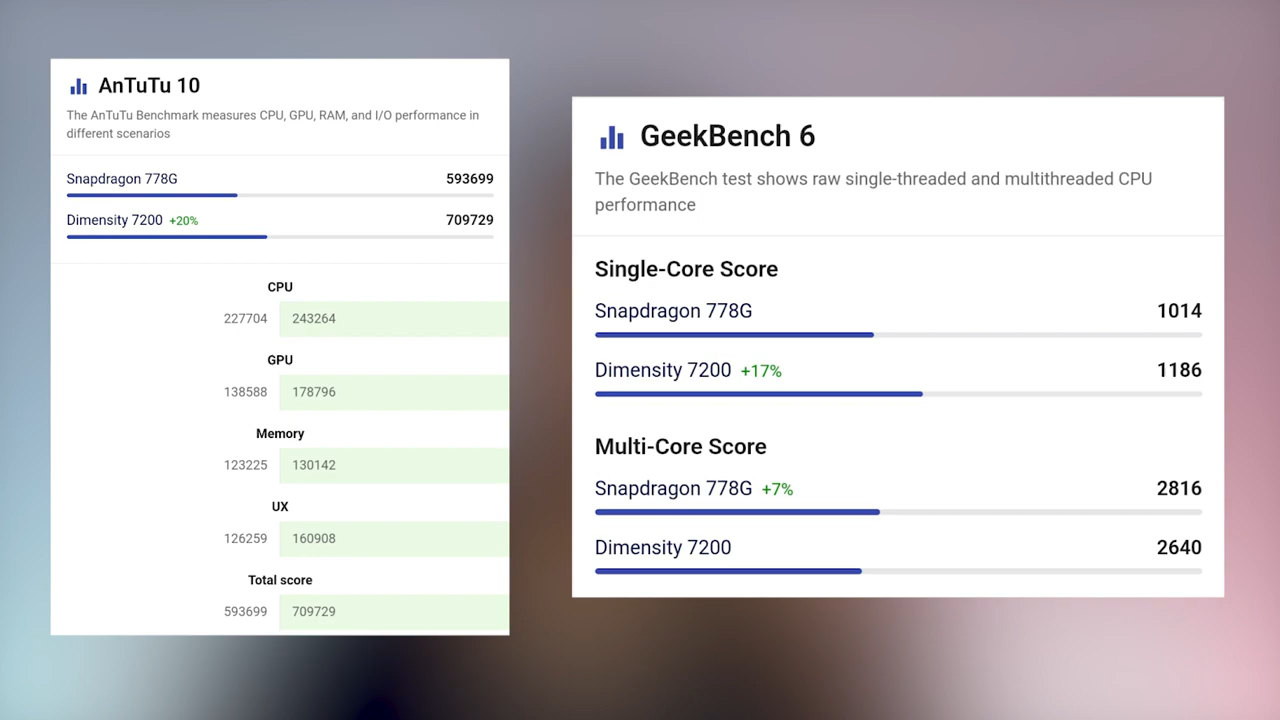 AnTuTu 10
The AnTuTu Benchmark measures CPU, GPU, RAM, and I/O performance in
different scenarios
Snapdragon 778G 593699
Dimensity 7200 +20% 709729
CPU
227704 243264
GPU
138588 178796
Memory
123225 130142
UX
126259 160908
Total score
593699 709729
GeekBench 6
The GeekBench test shows raw single-threaded and multithreaded CPU
performance
Single-Core Score
Snapdragon 778G 1014
Dimensity 7200 +17% 1186
Multi-Core Score
Snapdragon 778G +7% 2816
Dimensity 7200 2640